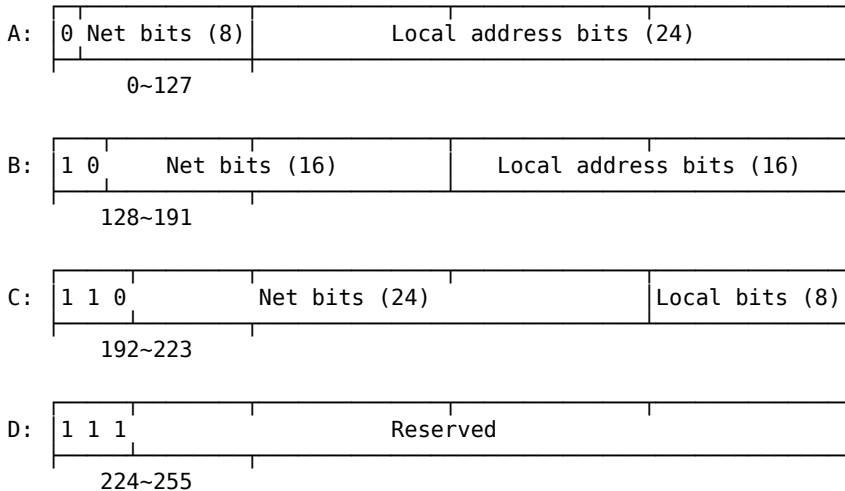 A: 0 Net bits (8) Local address bits (24)
0~127
B: 1 0 Net bits (16) Local address bits (16)
128~191
C: 1 1 0 Net bits (24) Local bits (8)
192~223
D: 1 1 1 Reserved
224~255